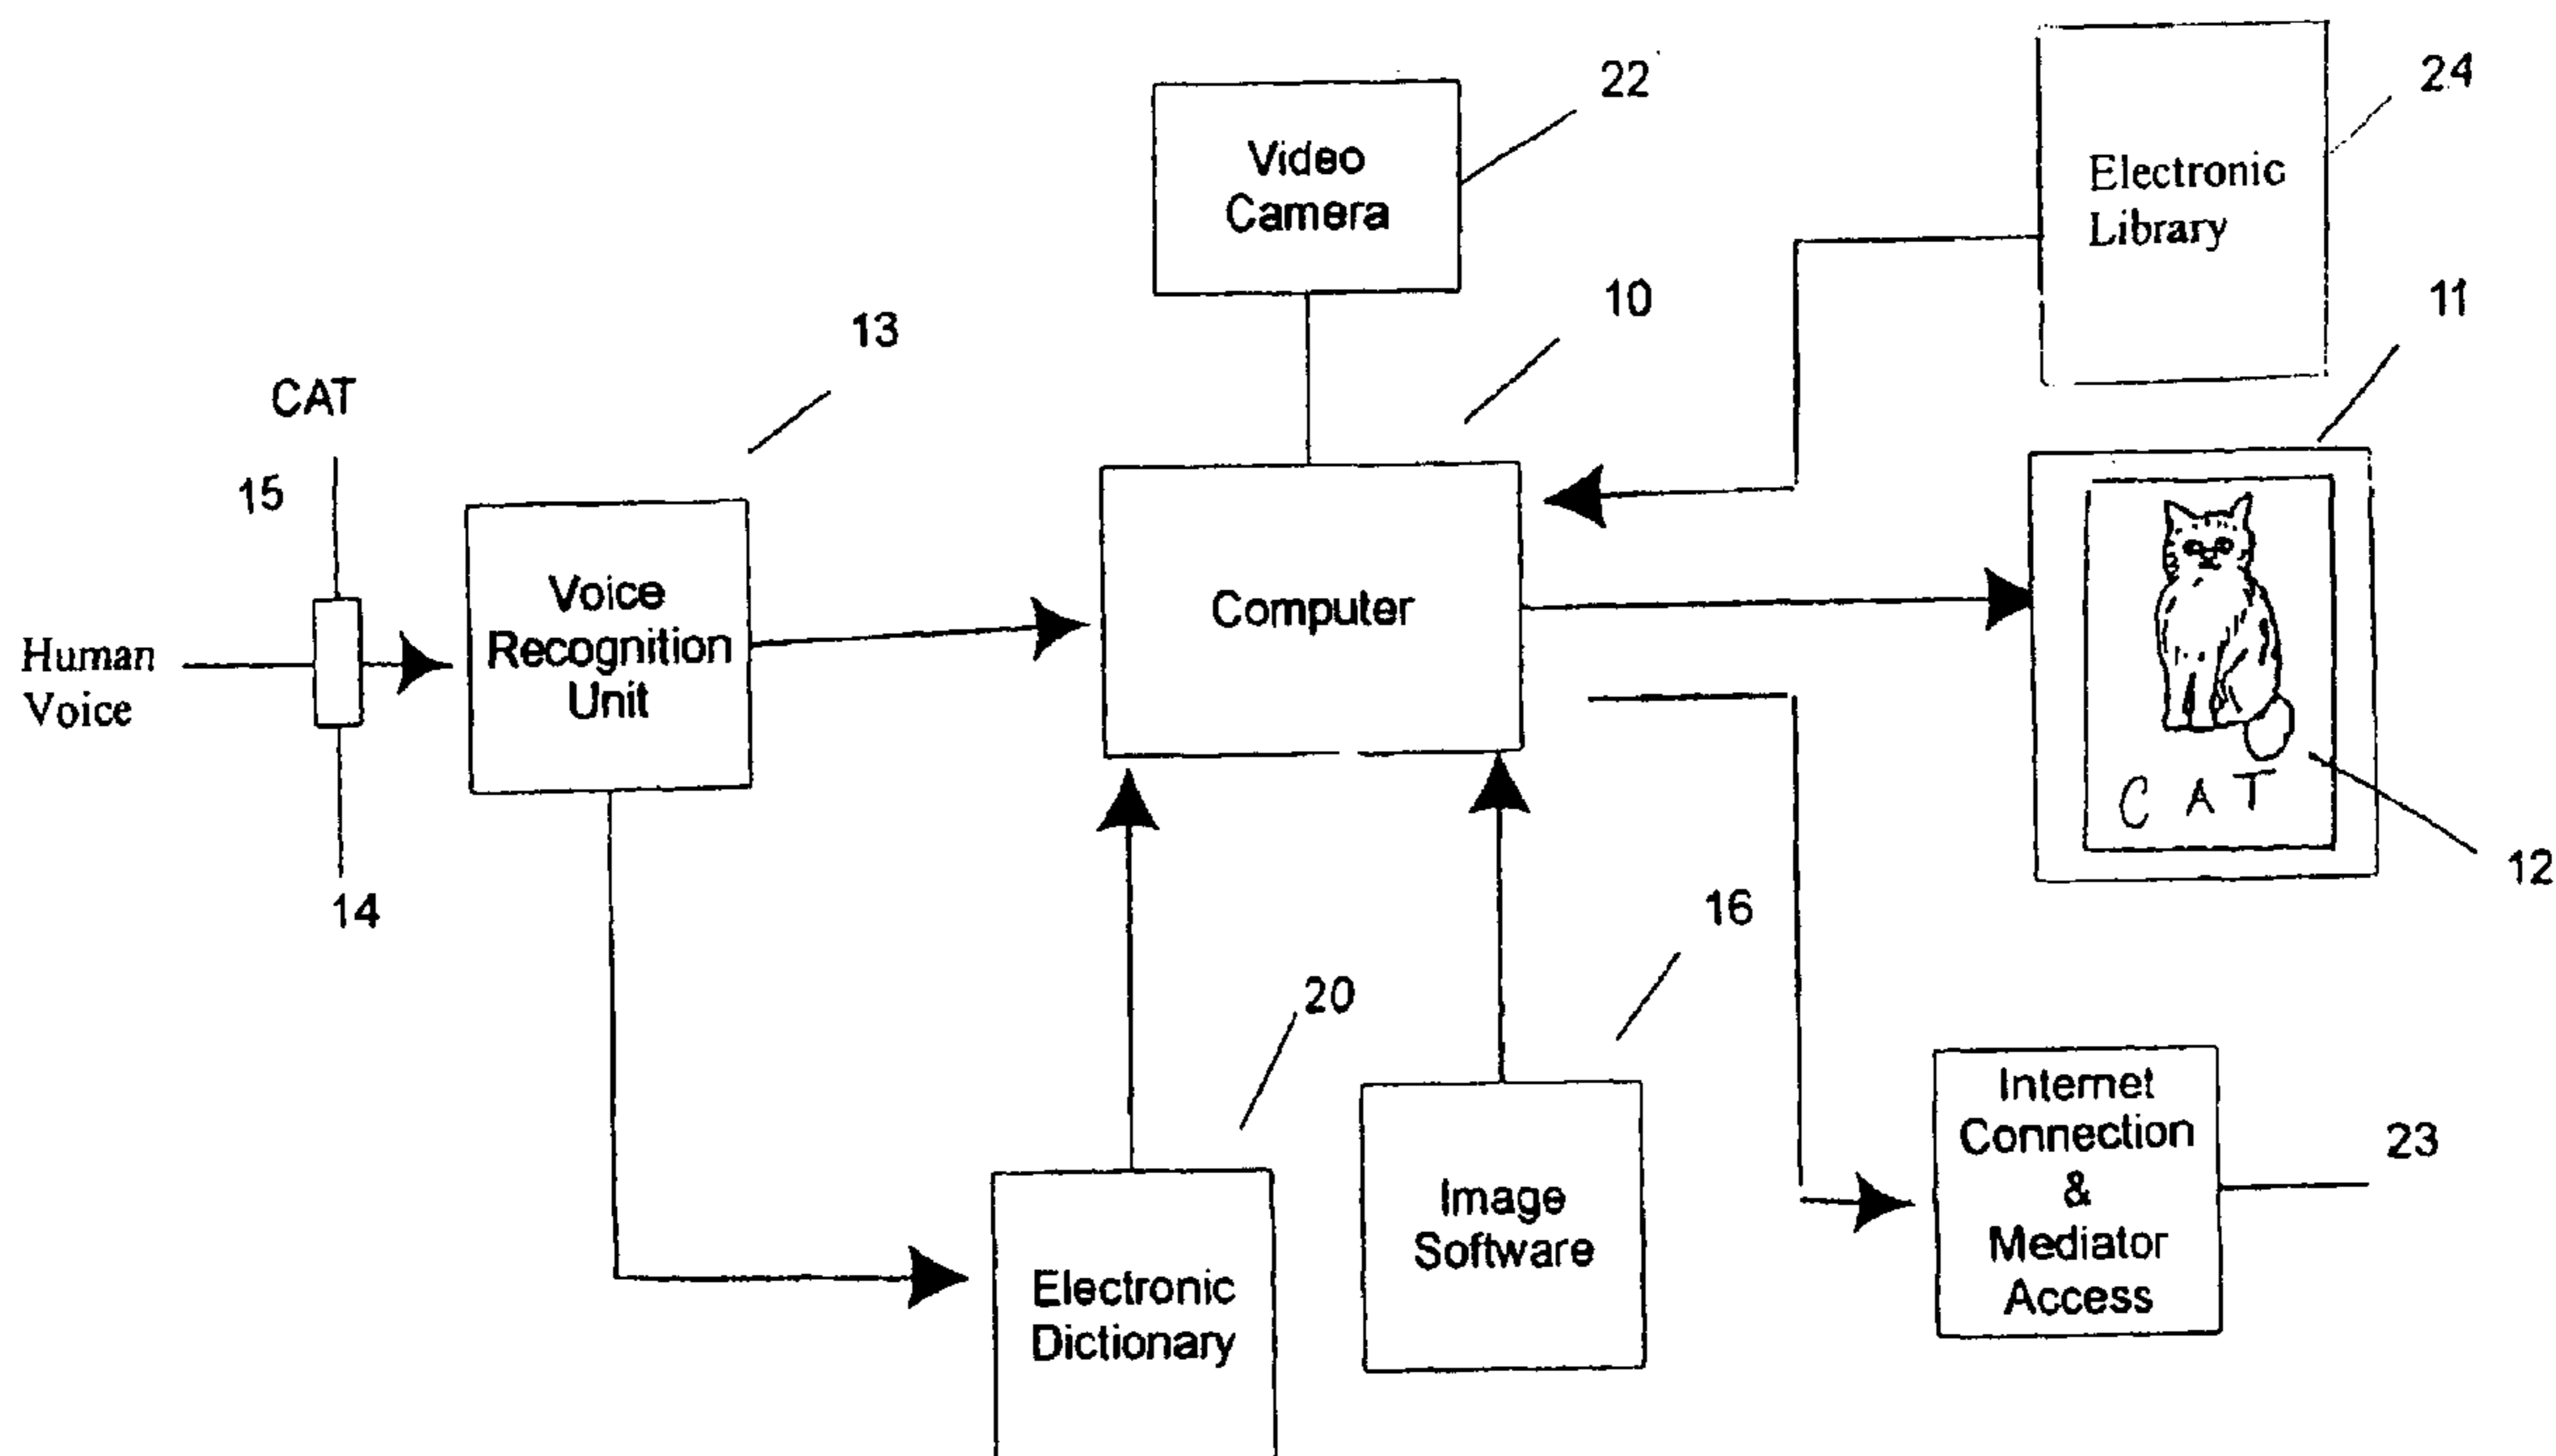 22
Video
Camera
24
Electronic
Library
13
10
11
CAT
15
Human
Voice
14
Voice
Recognition
Unit
Computer
CAT
12
20
16
Electronic
Dictionary
Image
Software
Internet
Connection
&
Mediator
Access
23